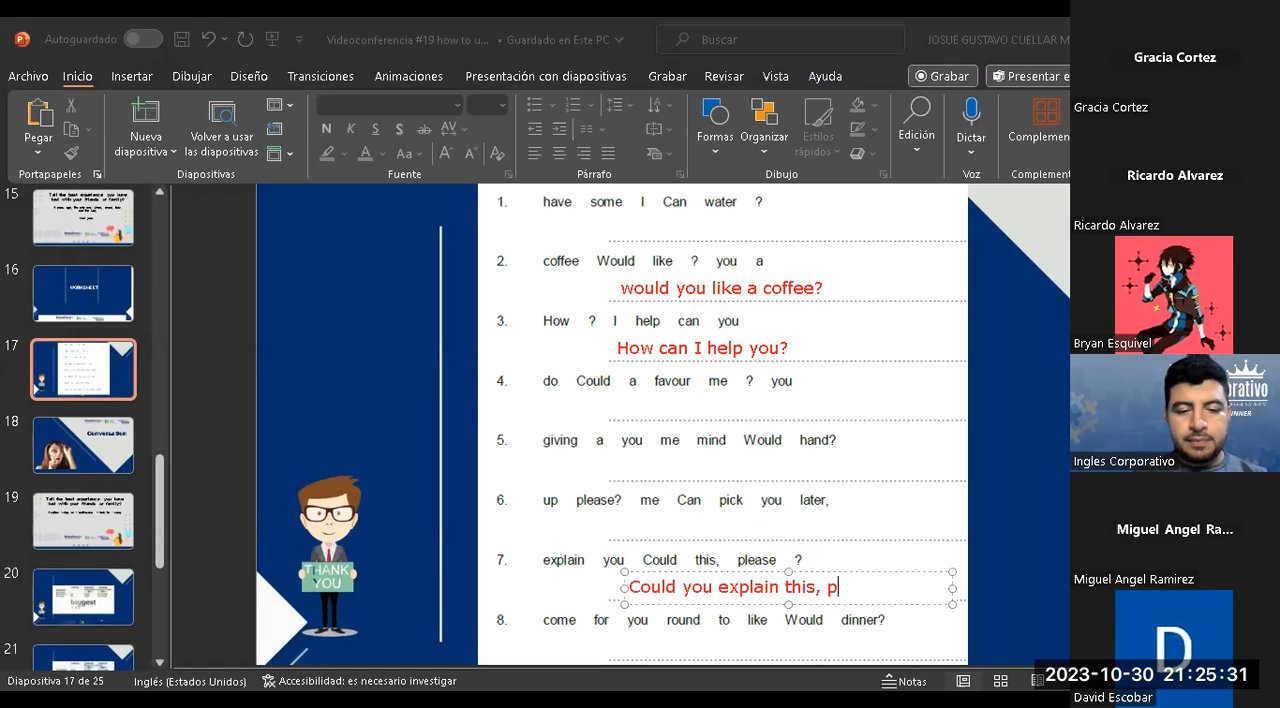 Autoguardado
Videoconferencia #19 how to u... • Guardado en Este PC
Buscar
JOSUE GUSTAVO CUELLAR M
Archivo Inicio Insertar Dibujar Diseño Transiciones Animaciones Presentación con diapositivas Grabar Revisar Vista Ayuda
Grabar
Presentar e
Pegar
Nueva diapositiva
Volver a usar las diapositivas
N K S S ab AV
A Aa A A A
Formas
Organizar
Estilos rápidos
Edición
Dictar
Complemen
Portapapeles
Diapositivas
Fuente
Párrafo
Dibujo
Voz
Complement
15
16
WORKSHEET
17
18
Conversation
19
20
biggest
21
THANK YOU
1. have some I Can water ?
2. coffee Would like ? you a
would you like a coffee?
3. How ? I help can you
How can I help you?
4. do Could a favour me ? you
5. giving a you me mind Would hand?
6. up please? me Can pick you later,
7. explain you Could this, please ?
Could you explain this, p
8. come for you round to like Would dinner?
Diapositiva 17 de 25
Inglés (Estados Unidos)
Accesibilidad: es necesario investigar
Notas
Gracia Cortez
Gracia Cortez
Ricardo Alvarez
Ricardo Alvarez
Bryan Esquivel
orativo
INNER
Ingles Corporativo
Miguel Angel Ra...
Miguel Angel Ramirez
D
2023-10-30 21:25:31
David Escobar